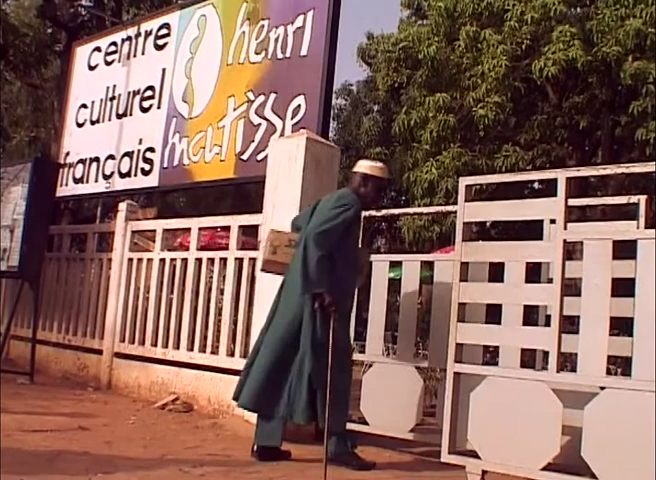 centre
culturel
français
henri
matisse